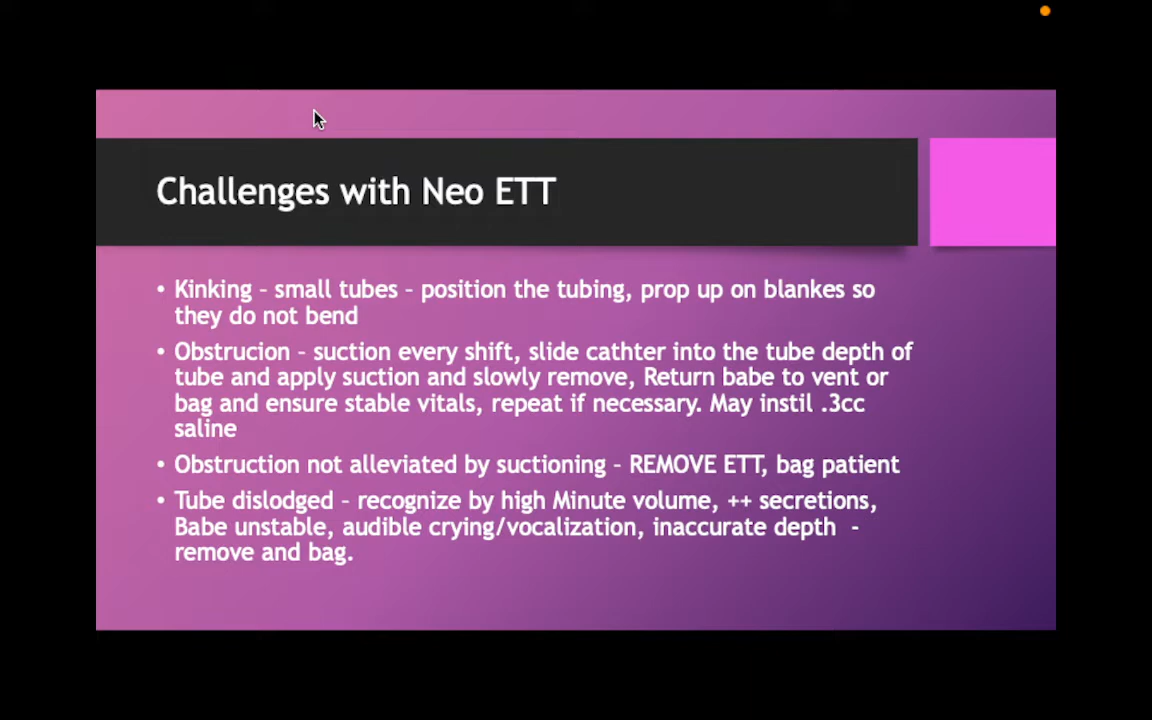 Challenges with Neo ETT
• Kinking – small tubes – position the tubing, prop up on blankes so
they do not bend
• Obstrucion – suction every shift, slide cathter into the tube depth of
tube and apply suction and slowly remove, Return babe to vent or
bag and ensure stable vitals, repeat if necessary. May instil .3cc
saline
• Obstruction not alleviated by suctioning – REMOVE ETT, bag patient
• Tube dislodged – recognize by high Minute volume, ++ secretions,
Babe unstable, audible crying/vocalization, inaccurate depth -
remove and bag.